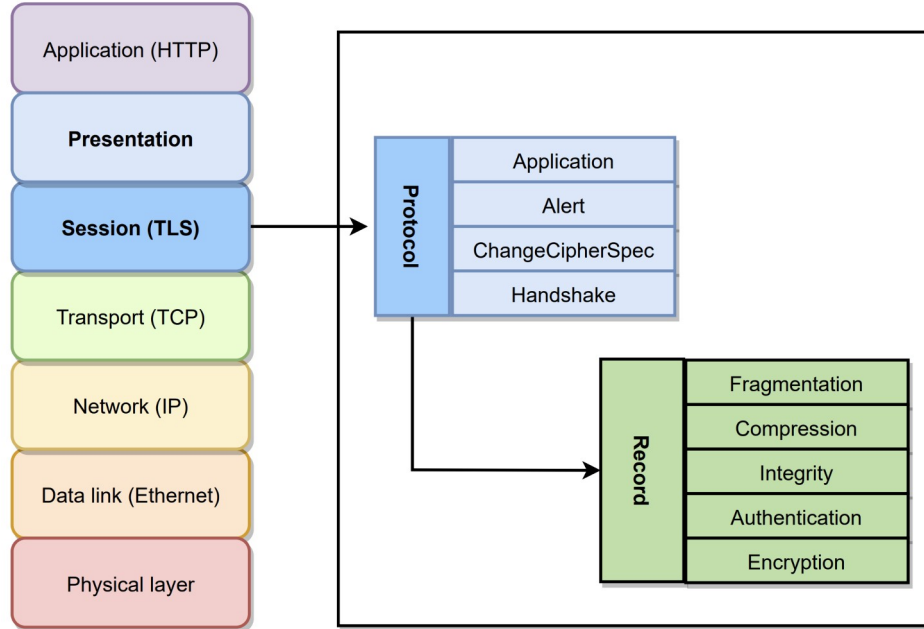 Application (HTTP)
Presentation
Session (TLS)
Transport (TCP)
Network (IP)
Data link (Ethernet)
Physical layer
Protocol
Application
Alert
ChangeCipherSpec
Handshake
Record
Fragmentation
Compression
Integrity
Authentication
Encryption